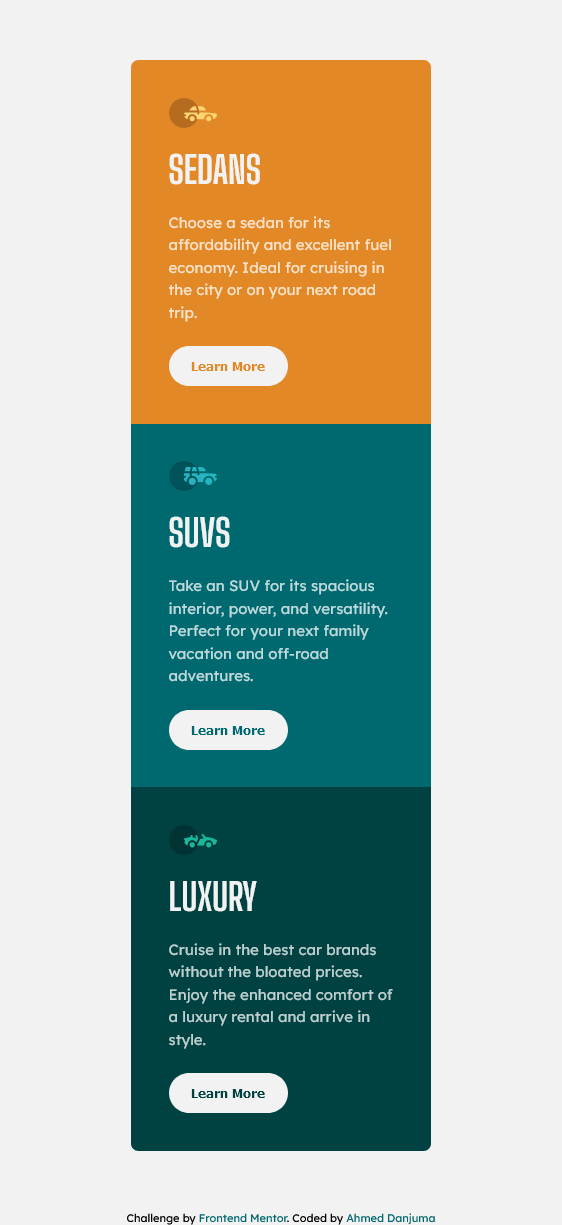 SEDANS
Choose a sedan for its
affordability and excellent fuel
economy. Ideal for cruising in
the city or on your next road
trip.
Learn More
SUVS
Take an SUV for its spacious
interior, power, and versatility.
Perfect for your next family
vacation and off-road
adventures.
Learn More
LUXURY
Cruise in the best car brands
without the bloated prices.
Enjoy the enhanced comfort of
a luxury rental and arrive in
style.
Learn More
Challenge by Frontend Mentor. Coded by Ahmed Danjuma